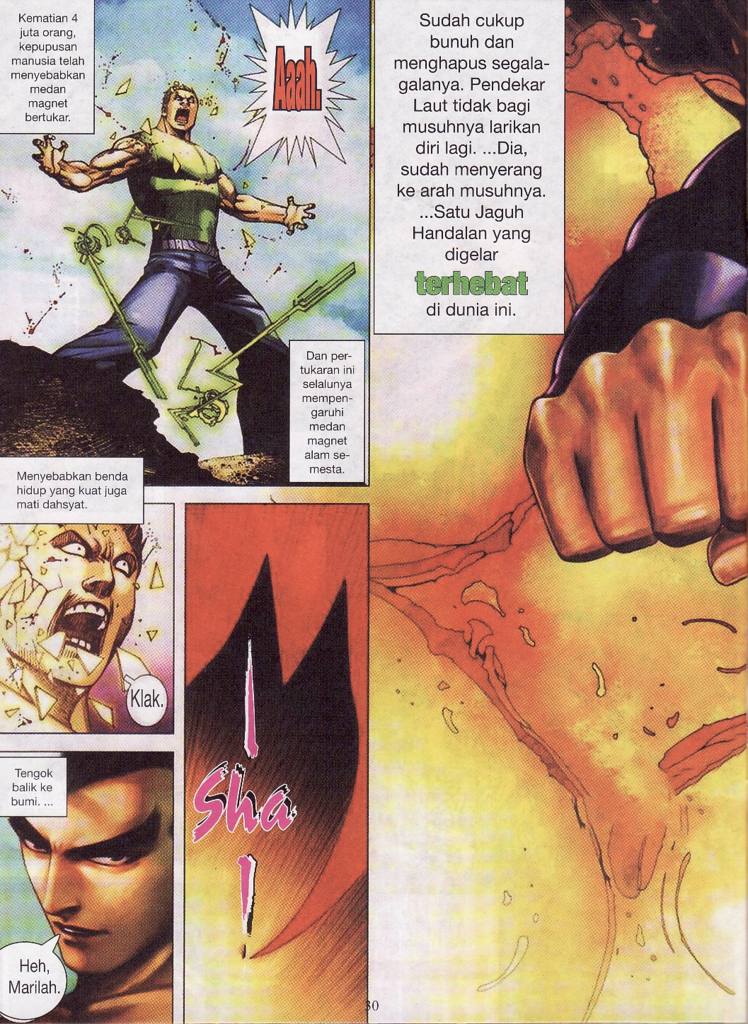 Kematian 4
juta orang,
kepupusan
manusia telah
menyebabkan
medan
magnet
bertukar.
Aaah.
Sudah cukup
bunuh dan
menghapus segala-
galanya. Pendekar
Laut tidak bagi
musuhnya larikan
diri lagi. ...Dia,
sudah menyerang
ke arah musuhnya.
...Satu Jaguh
Handalan yang
digelar
terhebat
di dunia ini.
Dan per-
tukaran ini
selalunya
mempen-
garuhi
medan
magnet
alam se-
mesta.
Menyebabkan benda
hidup yang kuat juga
mati dahsyat.
Klak.
Sha
Tengok
balik ke
bumi. ...
Heh,
Marilah.
30